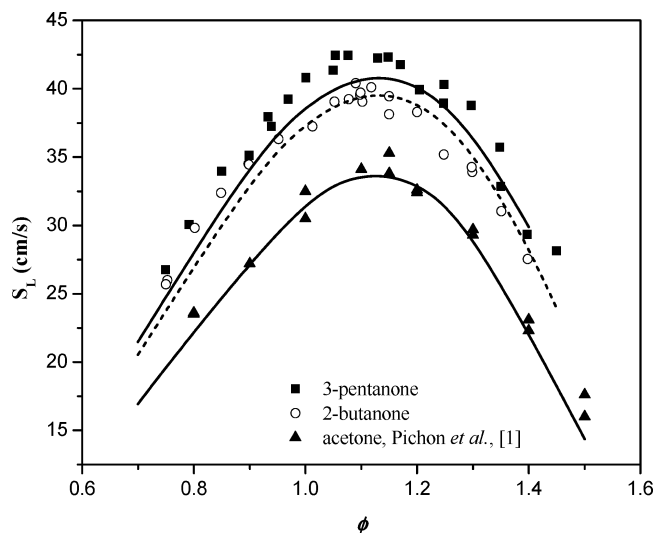 45
40
35
30
25
20
15
S_L (cm/s)
0.6 0.8 1.0 1.2 1.4 1.6
ϕ
3-pentanone
2-butanone
acetone, Pichon et al., [1]